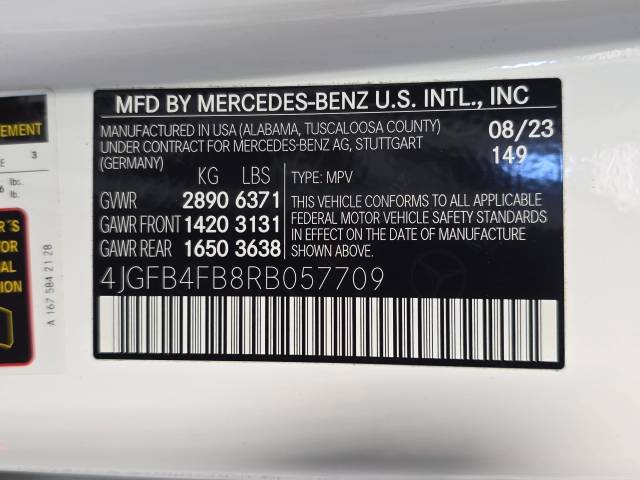 MFD BY MERCEDES-BENZ U.S. INTL., INC
MANUFACTURED IN USA (ALABAMA, TUSCALOOSA COUNTY)
UNDER CONTRACT FOR MERCEDES-BENZ AG, STUTTGART
(GERMANY)
08/23
149
KG LBS
GVWR 2890 6371
GAWR FRONT 1420 3131
GAWR REAR 1650 3638
TYPE: MPV
THIS VEHICLE CONFORMS TO ALL APPLICABLE
FEDERAL MOTOR VEHICLE SAFETY STANDARDS
IN EFFECT ON THE DATE OF MANUFACTURE
SHOWN ABOVE.
4JGFB4FB8RB057709
3
lbs.
lb.
A 167 584 21 28